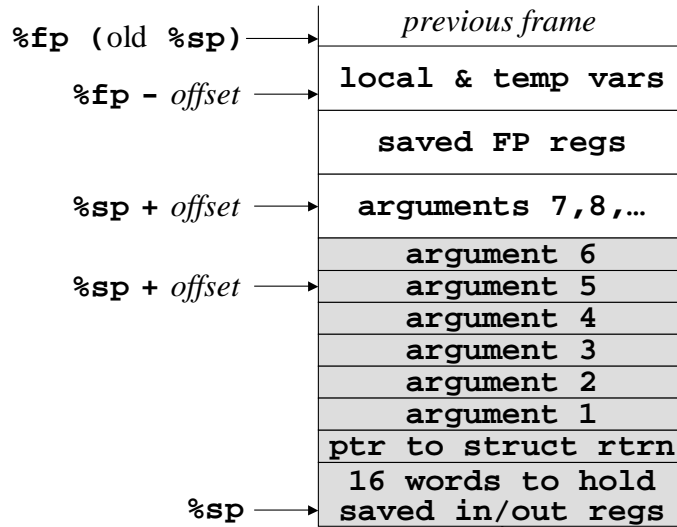 previous frame
%fp (old %sp)
local & temp vars
%fp - offset
saved FP regs
%sp + offset
arguments 7,8,…
argument 6
%sp + offset
argument 5
argument 4
argument 3
argument 2
argument 1
ptr to struct rtrn
16 words to hold
%sp
saved in/out regs